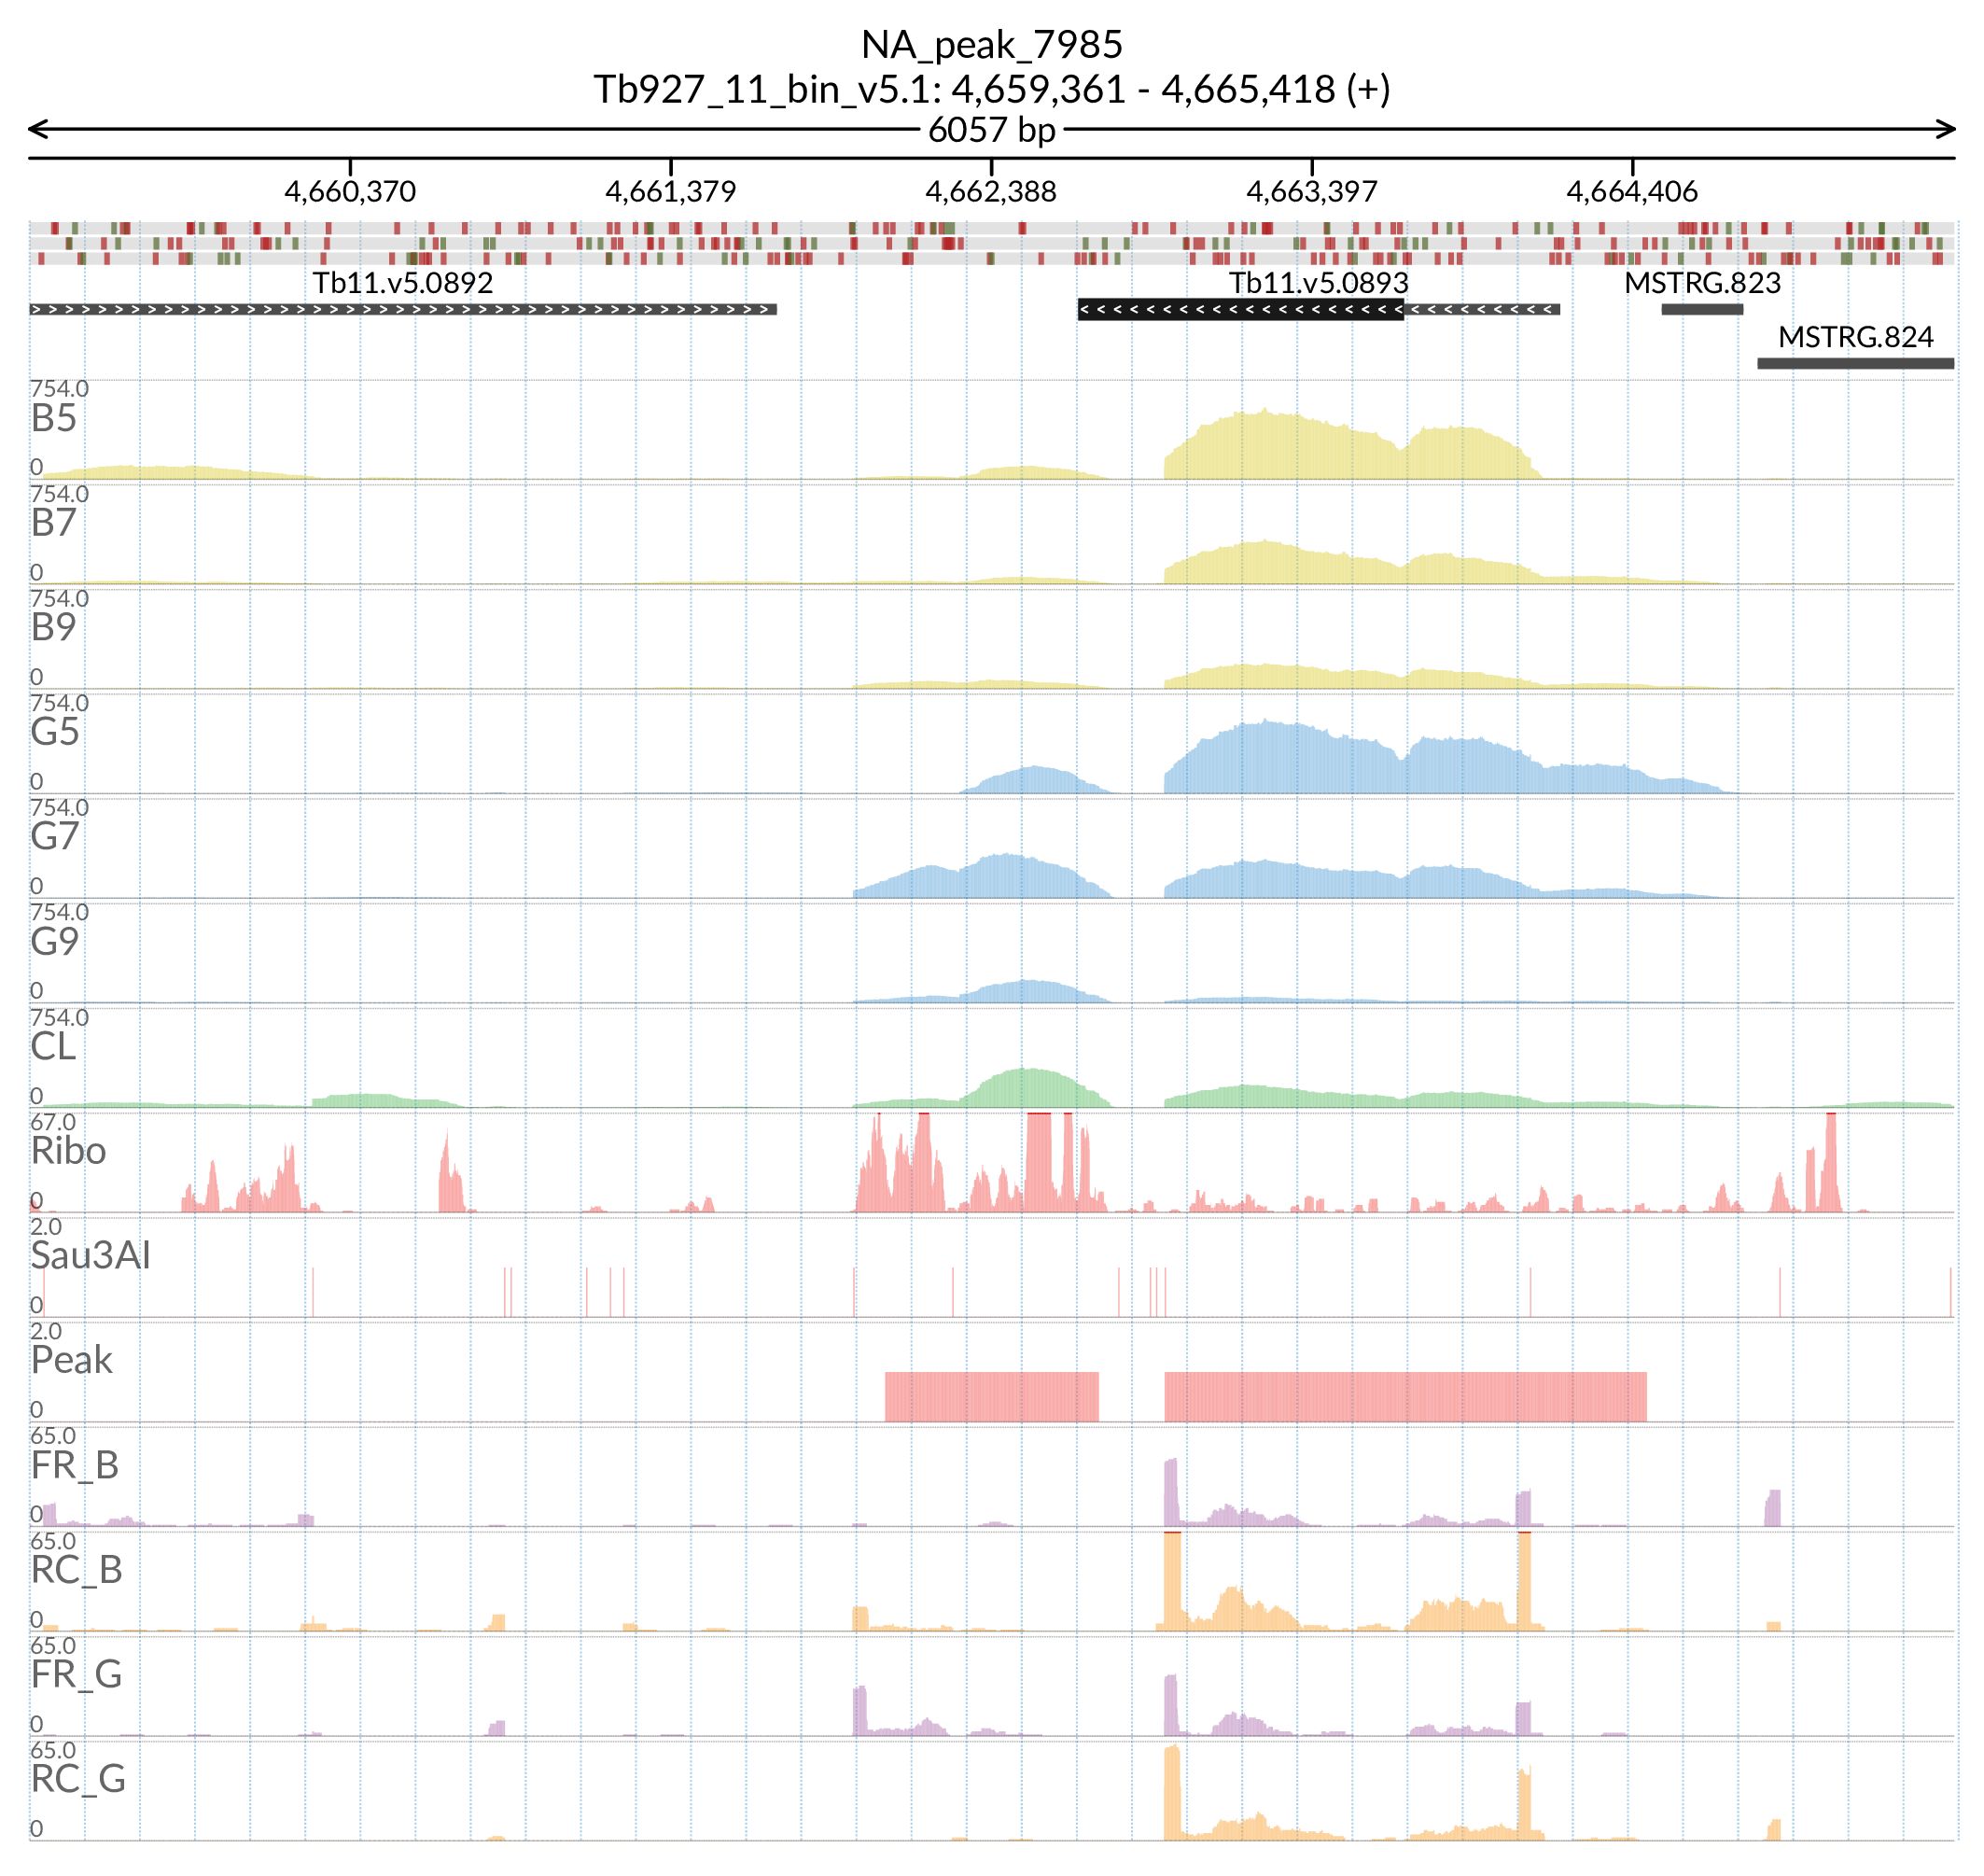 NA_peak_7985
Tb927_11_bin_v5.1: 4,659,361 - 4,665,418 (+)
6057 bp
4,660,370 4,661,379 4,662,388 4,663,397 4,664,406
Tb11.v5.0892 Tb11.v5.0893 MSTRG.823
MSTRG.824
754.0
B5
0
754.0
B7
0
754.0
B9
0
754.0
G5
0
754.0
G7
0
754.0
G9
0
754.0
CL
0
67.0
Ribo
0
2.0
Sau3AI
0
2.0
Peak
0
65.0
FR_B
0
65.0
RC_B
0
65.0
FR_G
0
65.0
RC_G
0